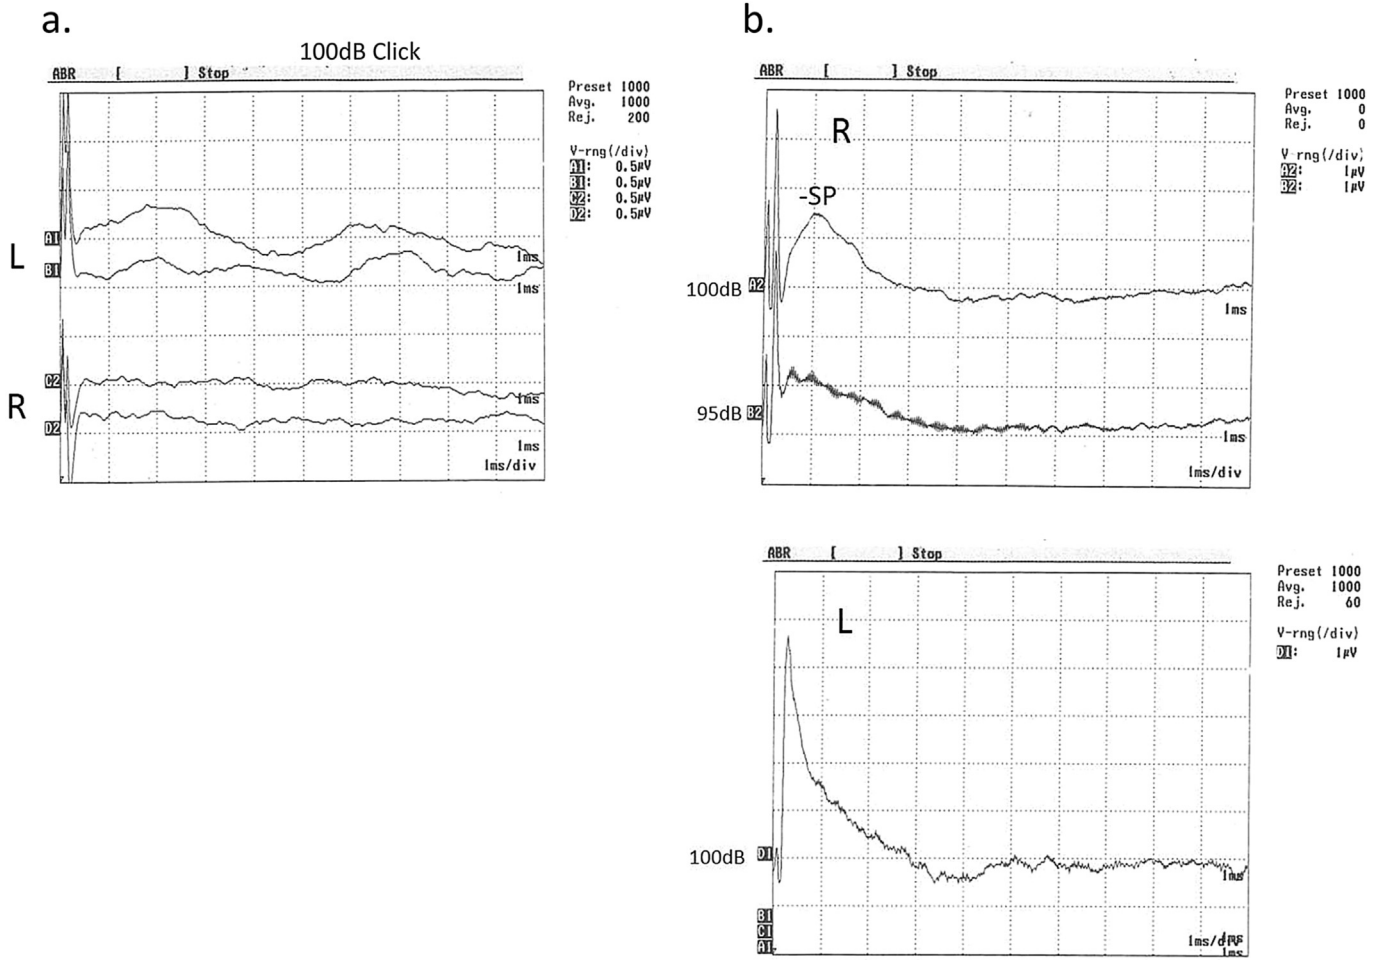 a.
100dB Click
ABR [ ] Stop
Preset 1000
Avg. 1000
Rej. 200
V-rng(/div)
A1: 0.5µV
B1: 0.5µV
C2: 0.5µV
D2: 0.5µV
L
A1
1ms
B1
1ms
R
C2
1ms
D2
1ms
1ms/div
b.
ABR [ ] Stop
Preset 1000
Avg. 0
Rej. 0
V-rng(/div)
A2: 1µV
B2: 1µV
R
-SP
100dB A2
1ms
95dB B2
1ms
1ms/div
ABR [ ] Stop
Preset 1000
Avg. 1000
Rej. 60
V-rng(/div)
D1: 1µV
L
100dB D1
1ms
B1
C1
A1
1ms/div
1ms